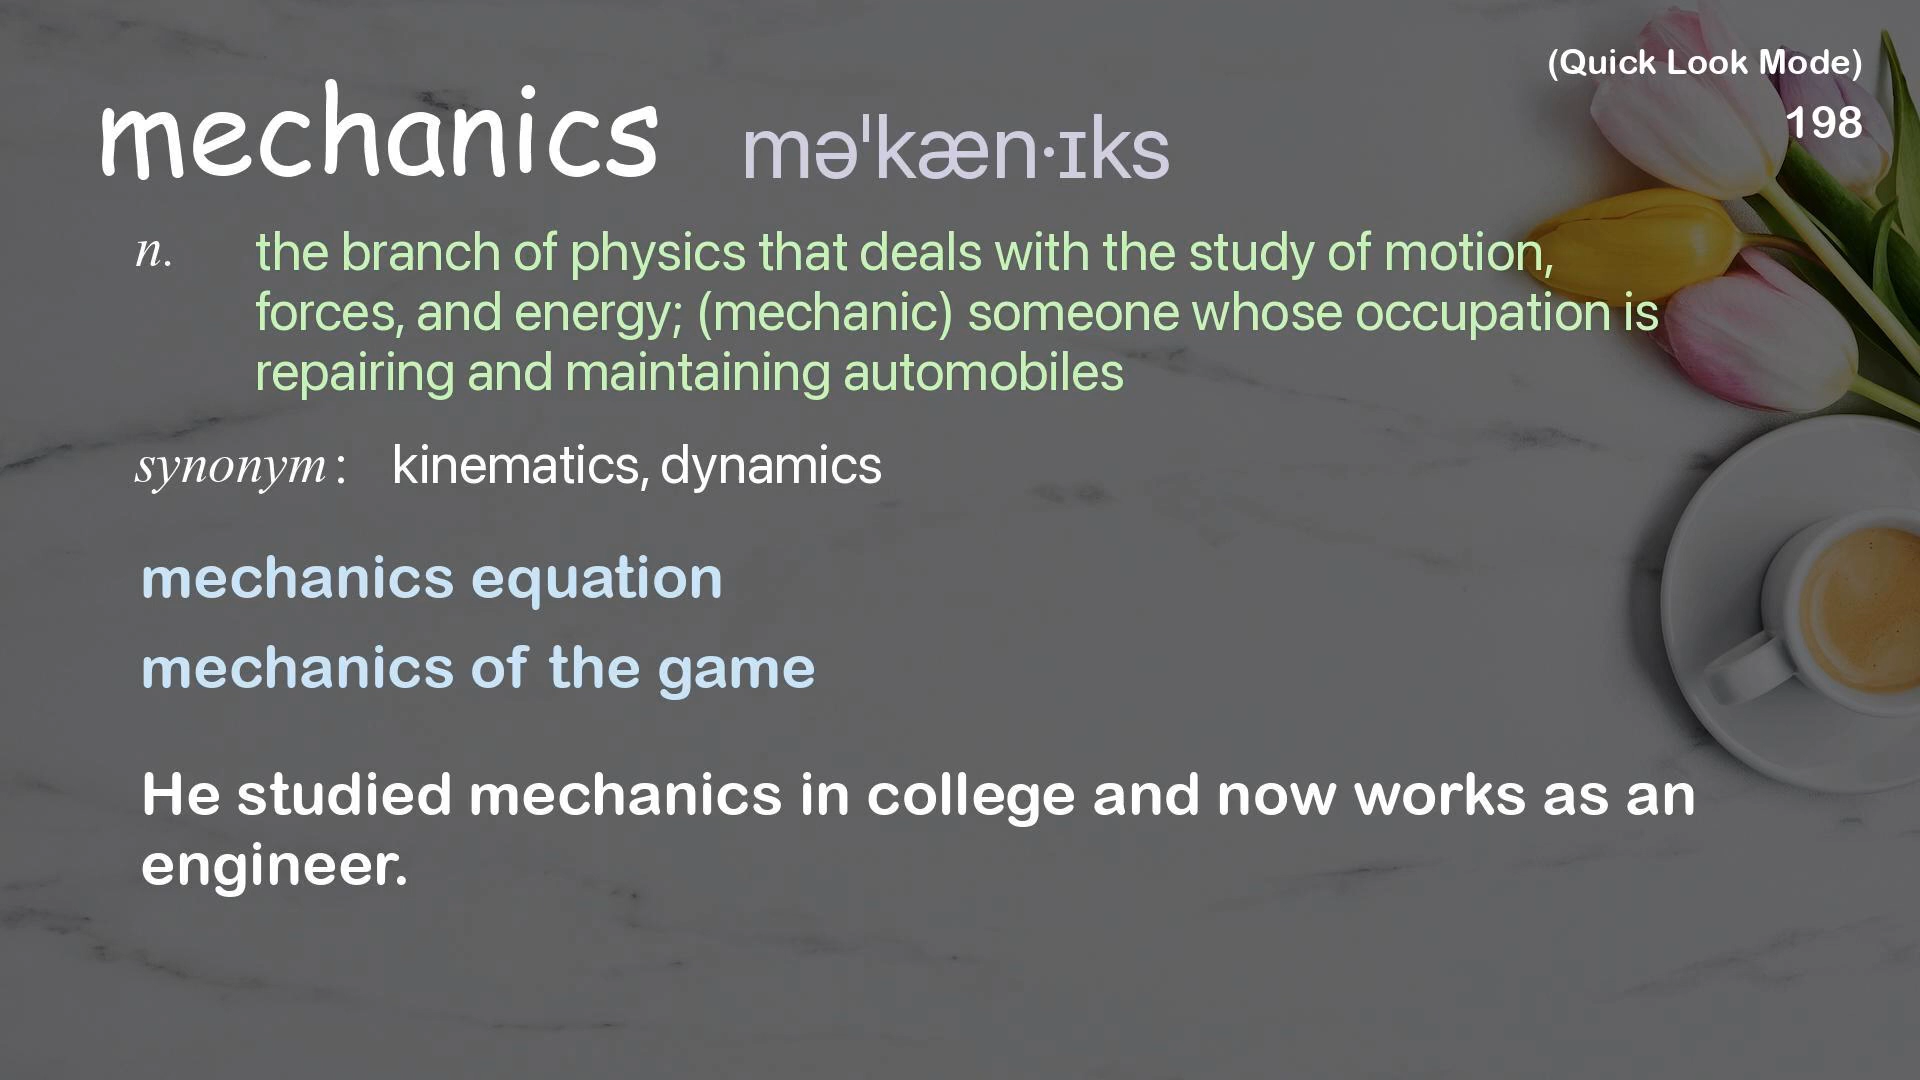 (Quick Look Mode)
198
mechanics məˈkæn·ɪks
n. the branch of physics that deals with the study of motion,
forces, and energy; (mechanic) someone whose occupation is
repairing and maintaining automobiles
synonym: kinematics, dynamics
mechanics equation
mechanics of the game
He studied mechanics in college and now works as an
engineer.